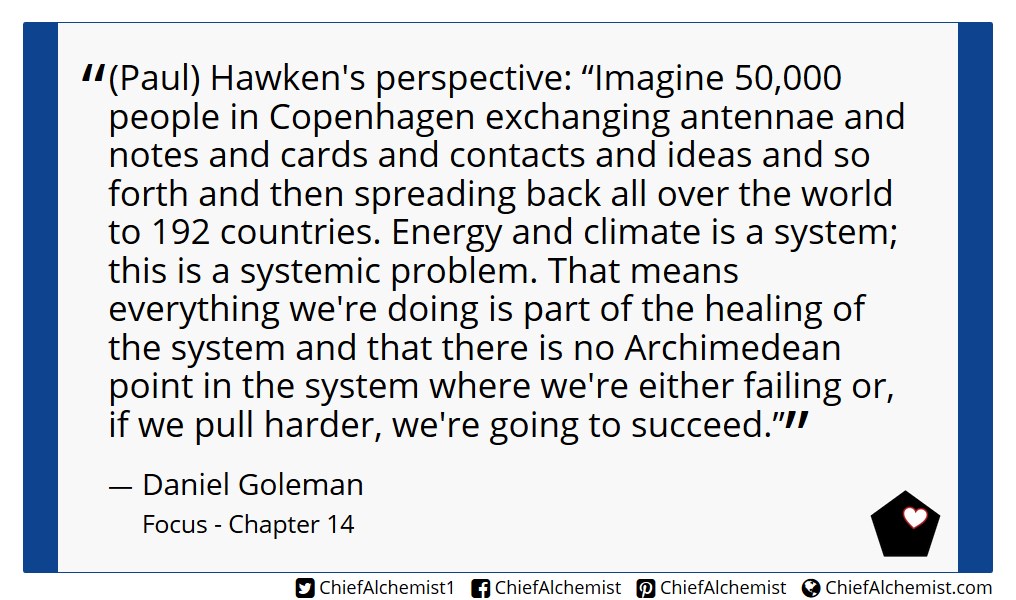 “(Paul) Hawken's perspective: “Imagine 50,000
people in Copenhagen exchanging antennae and
notes and cards and contacts and ideas and so
forth and then spreading back all over the world
to 192 countries. Energy and climate is a system;
this is a systemic problem. That means
everything we're doing is part of the healing of
the system and that there is no Archimedean
point in the system where we're either failing or,
if we pull harder, we're going to succeed.””
— Daniel Goleman
Focus - Chapter 14
ChiefAlchemist1 ChiefAlchemist ChiefAlchemist ChiefAlchemist.com